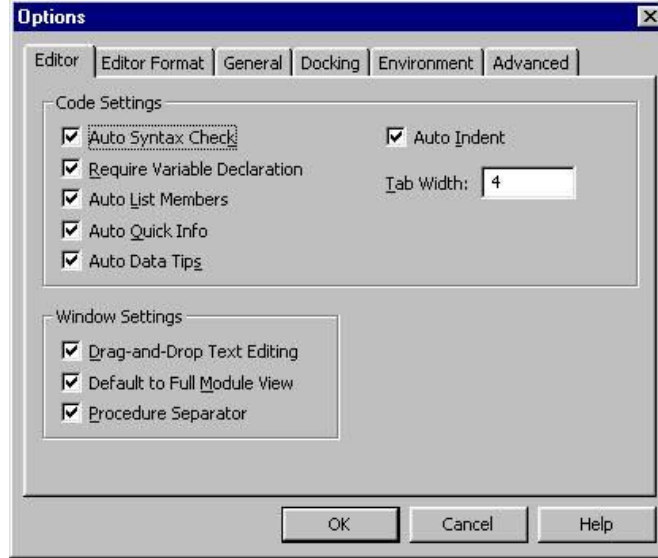 Options
Editor Editor Format General Docking Environment Advanced
Code Settings
Auto Syntax Check
Auto Indent
Require Variable Declaration
Tab Width: 4
Auto List Members
Auto Quick Info
Auto Data Tips
Window Settings
Drag-and-Drop Text Editing
Default to Full Module View
Procedure Separator
OK Cancel Help